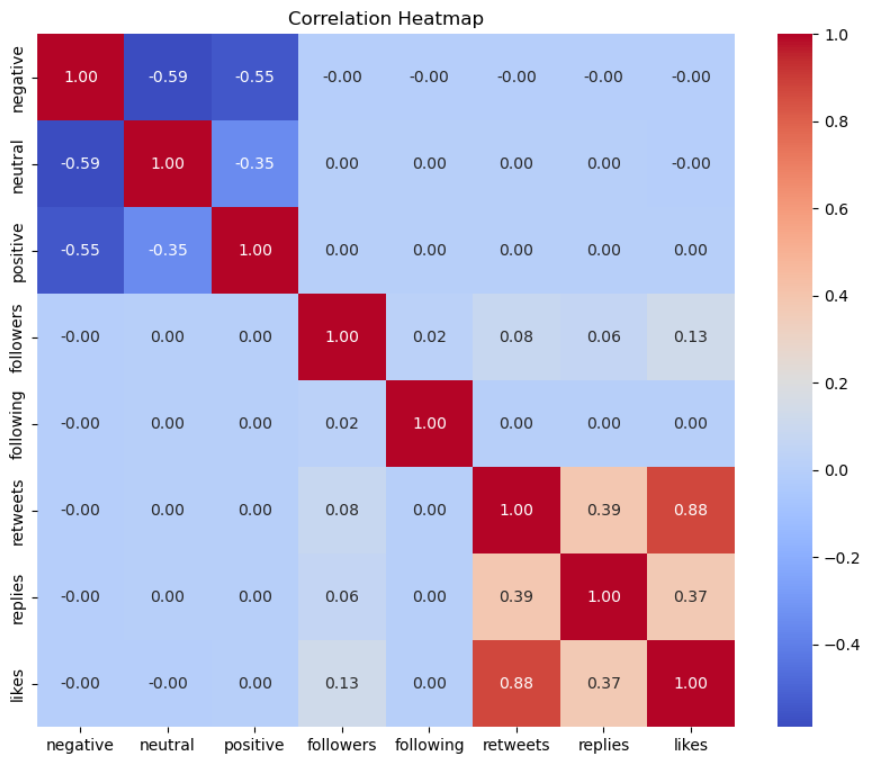 Correlation Heatmap
negative 1.00 -0.59 -0.55 -0.00 -0.00 -0.00 -0.00 -0.00
neutral -0.59 1.00 -0.35 0.00 0.00 0.00 0.00 -0.00
positive -0.55 -0.35 1.00 0.00 0.00 0.00 0.00 0.00
followers -0.00 0.00 0.00 1.00 0.02 0.08 0.06 0.13
following -0.00 0.00 0.00 0.02 1.00 0.00 0.00 0.00
retweets -0.00 0.00 0.00 0.08 0.00 1.00 0.39 0.88
replies -0.00 0.00 0.00 0.06 0.00 0.39 1.00 0.37
likes -0.00 -0.00 0.00 0.13 0.00 0.88 0.37 1.00
negative neutral positive followers following retweets replies likes
1.0
0.8
0.6
0.4
0.2
0.0
−0.2
−0.4